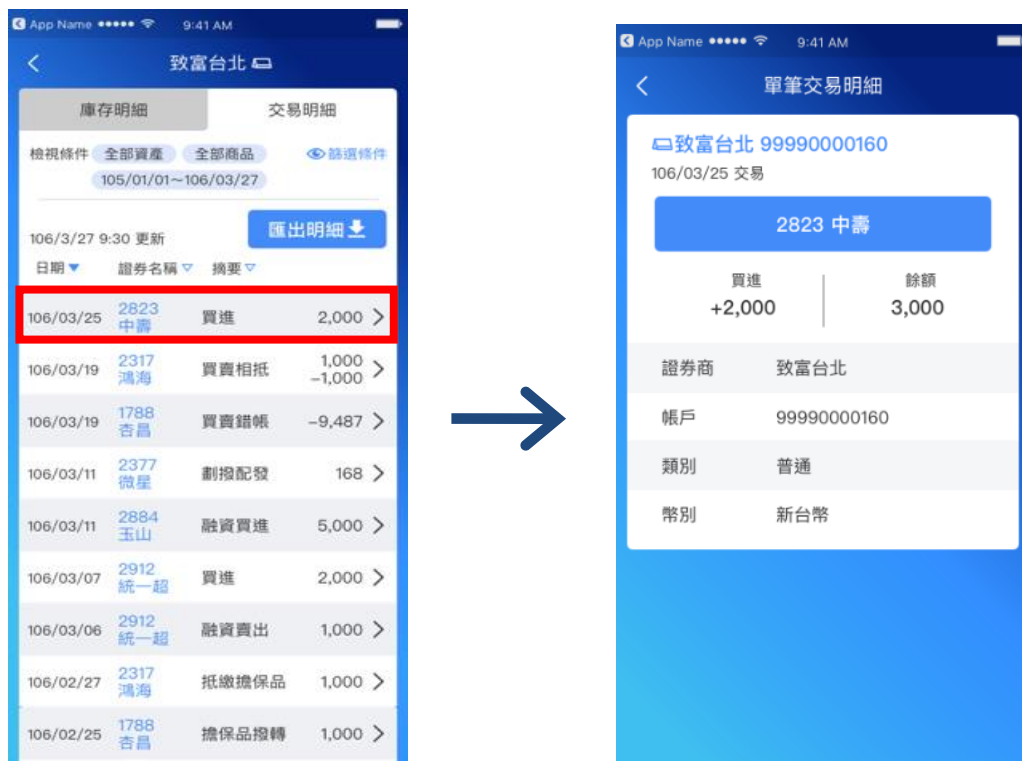 App Name 9:41 AM
致富台北
庫存明細 交易明細
檢視條件 全部資產 全部商品 篩選條件
105/01/01~106/03/27
106/3/27 9:30 更新 匯出明細
日期 證券名稱 摘要
106/03/25 2823 中壽 買進 2,000
106/03/19 2317 鴻海 買賣相抵 1,000 -1,000
106/03/19 1788 杏昌 買賣錯帳 -9,487
106/03/11 2377 微星 劃撥配發 168
106/03/11 2884 玉山 融資買進 5,000
106/03/07 2912 統一超 買進 2,000
106/03/06 2912 統一超 融資賣出 1,000
106/02/27 2317 鴻海 抵繳擔保品 1,000
106/02/25 1788 杏昌 擔保品撥轉 1,000
App Name 9:41 AM
單筆交易明細
致富台北 99990000160
106/03/25 交易
2823 中壽
買進 餘額
+2,000 3,000
證券商 致富台北
帳戶 99990000160
類別 普通
幣別 新台幣